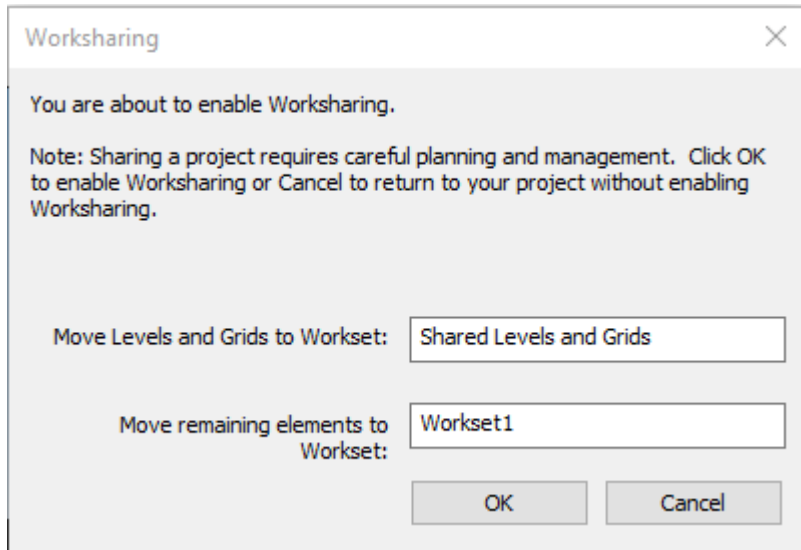 Worksharing
You are about to enable Worksharing.
Note: Sharing a project requires careful planning and management. Click OK
to enable Worksharing or Cancel to return to your project without enabling
Worksharing.
Move Levels and Grids to Workset:
Shared Levels and Grids
Move remaining elements to
Workset:
Workset1
OK
Cancel